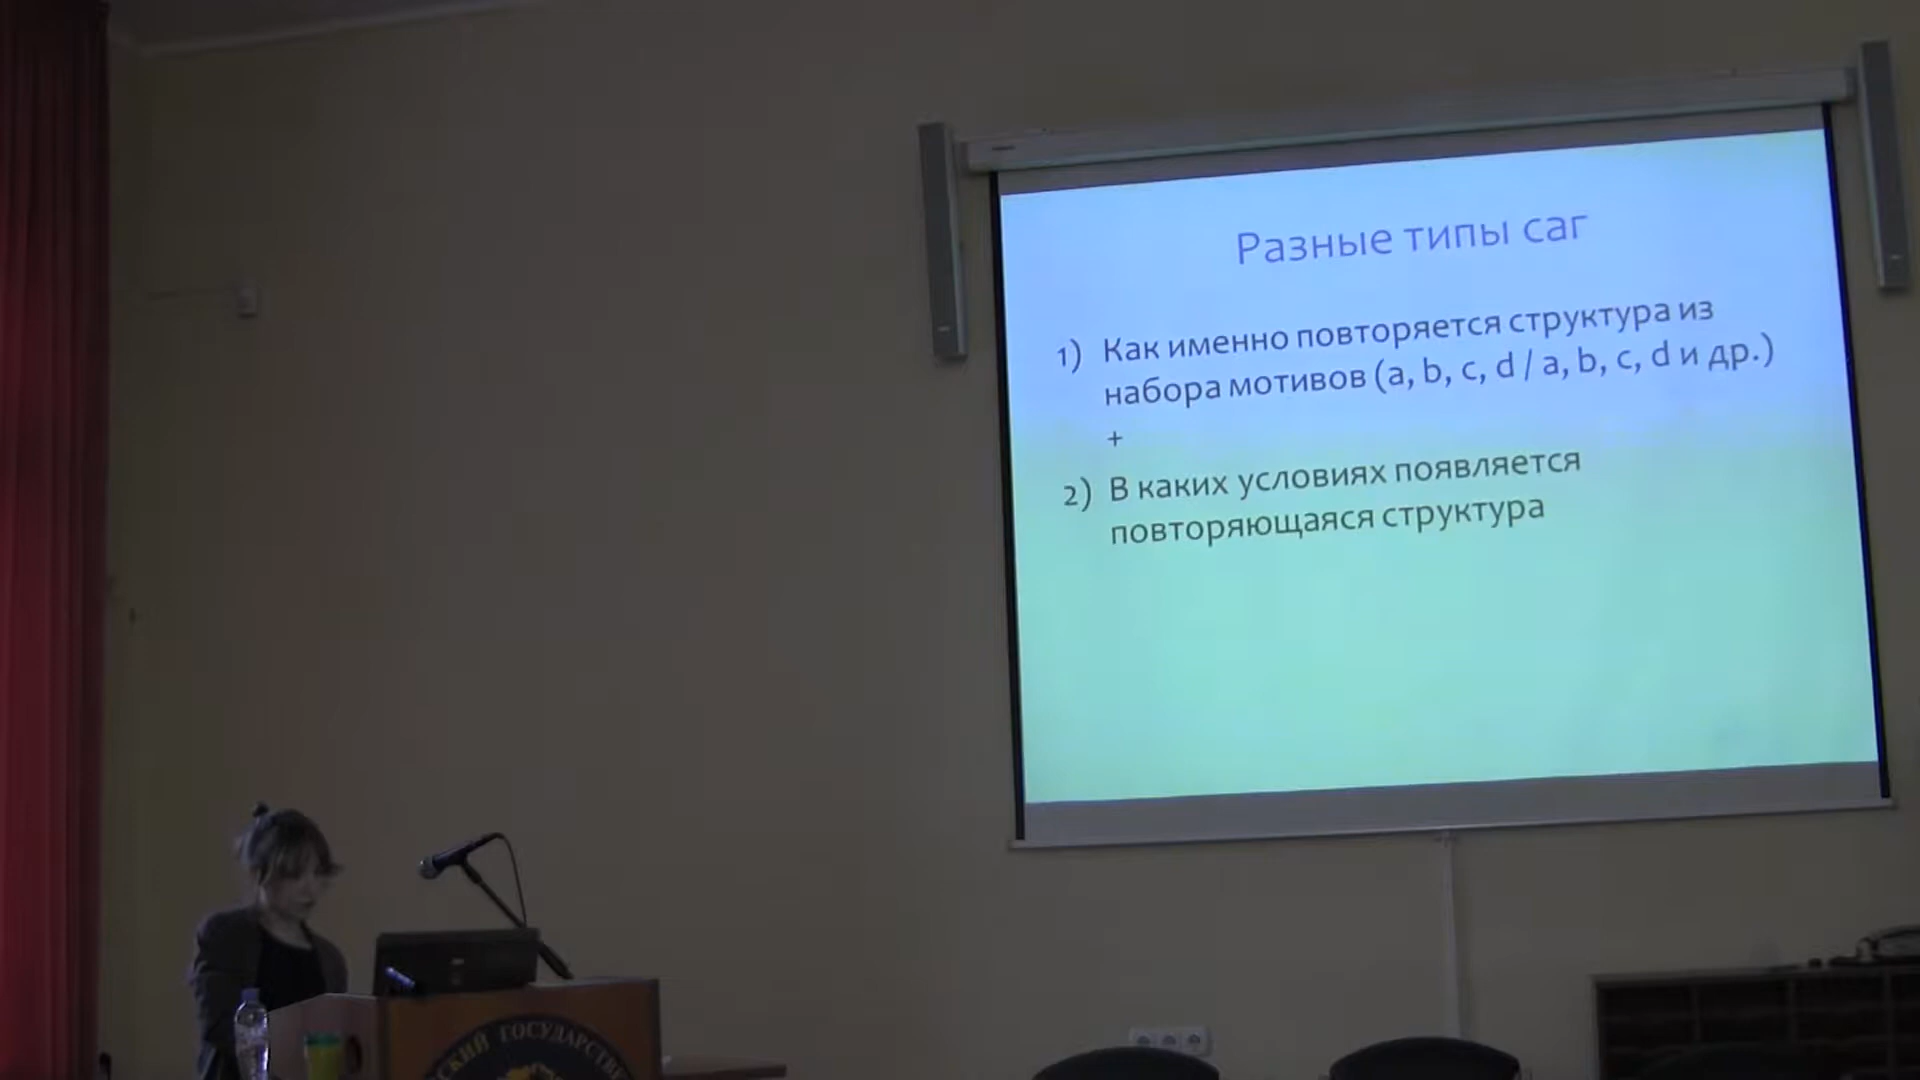 Разные типы саг
1) Как именно повторяется структура из
набора мотивов (a, b, c, d / a, b, c, d и др.)
+
2) В каких условиях появляется
повторяющаяся структура